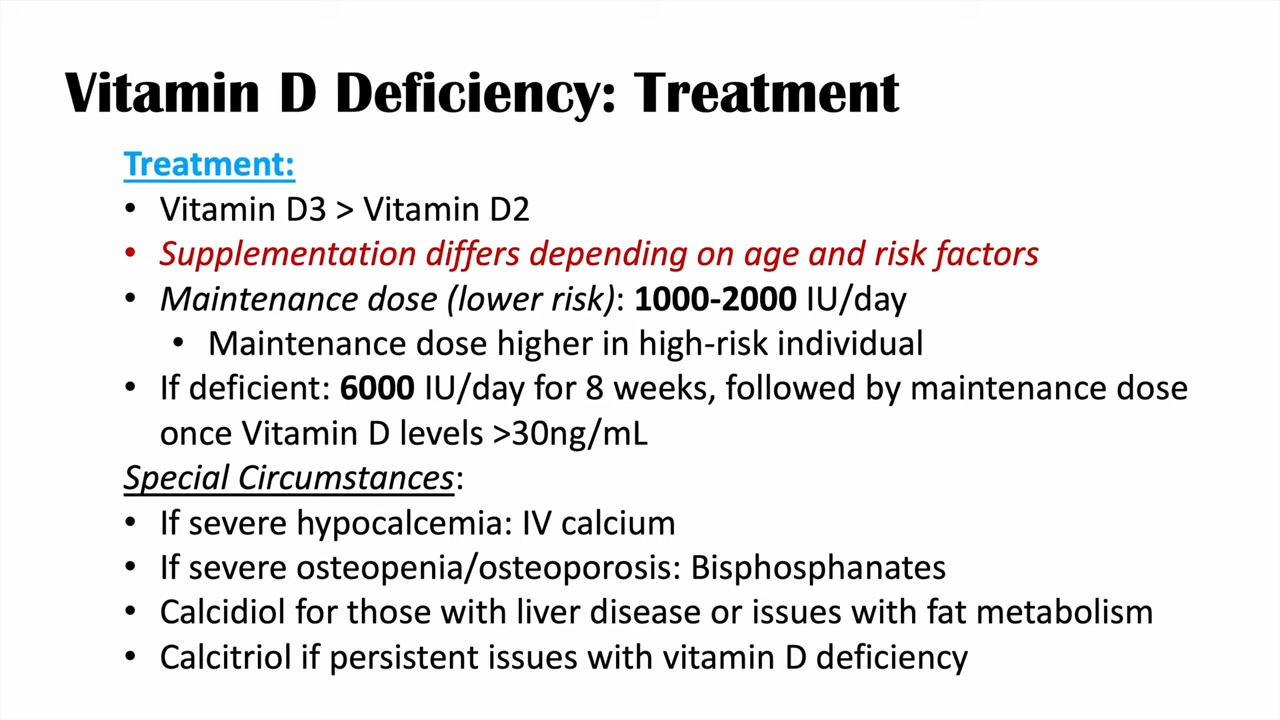 Vitamin D Deficiency: Treatment
Treatment:
• Vitamin D3 > Vitamin D2
• Supplementation differs depending on age and risk factors
• Maintenance dose (lower risk): 1000-2000 IU/day
• Maintenance dose higher in high-risk individual
• If deficient: 6000 IU/day for 8 weeks, followed by maintenance dose
once Vitamin D levels >30ng/mL
Special Circumstances:
• If severe hypocalcemia: IV calcium
• If severe osteopenia/osteoporosis: Bisphosphanates
• Calcidiol for those with liver disease or issues with fat metabolism
• Calcitriol if persistent issues with vitamin D deficiency